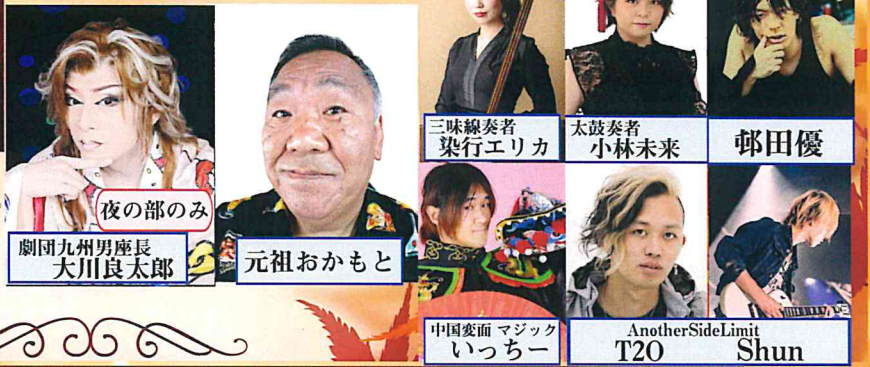 夜の部のみ
劇団九州男座長
大川良太郎
元祖おかもと
三味線奏者
染行エリカ
太鼓奏者
小林未来
邨田優
中国変面 マジック
いっちー
AnotherSideLimit
T2O Shun